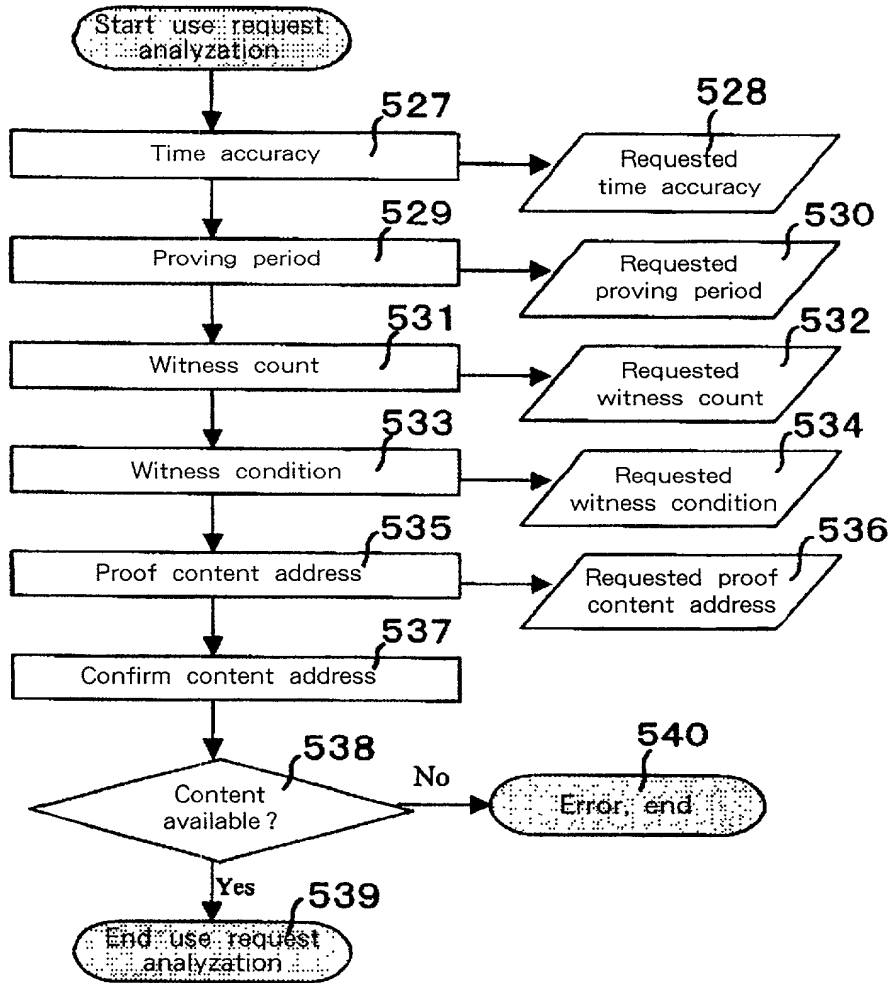 Start use request
analyzation
527
Time accuracy
528
Requested
time accuracy
529
Proving period
530
Requested
proving period
531
Witness count
532
Requested
witness count
533
Witness condition
534
Requested
witness condition
535
Proof content address
536
Requested proof
content address
537
Confirm content address
538
Content
available?
No
540
Error, end
Yes
539
End use request
analyzation